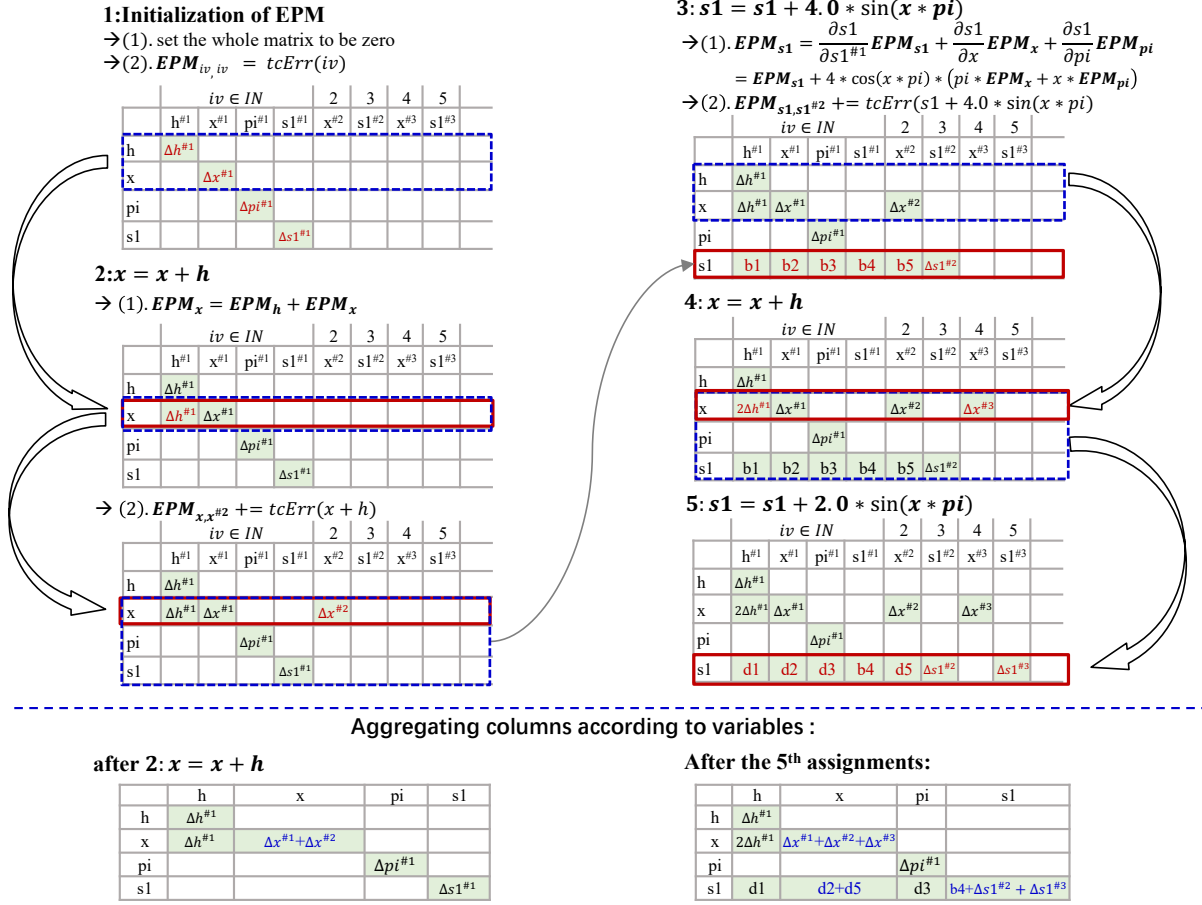 1:Initialization of EPM
→(1). set the whole matrix to be zero
→(2). EPM_{iv, iv} = tcErr(iv)
iv ∈ IN 2 3 4 5
h^{#1} x^{#1} pi^{#1} s1^{#1} x^{#2} s1^{#2} x^{#3} s1^{#3}
h Δh^{#1}
x Δx^{#1}
pi Δpi^{#1}
s1 Δs1^{#1}
2: x = x + h
→ (1). EPM_x = EPM_h + EPM_x
iv ∈ IN 2 3 4 5
h^{#1} x^{#1} pi^{#1} s1^{#1} x^{#2} s1^{#2} x^{#3} s1^{#3}
h Δh^{#1}
x Δh^{#1} Δx^{#1}
pi Δpi^{#1}
s1 Δs1^{#1}
→ (2). EPM_{x,x^{#2}} += tcErr(x + h)
iv ∈ IN 2 3 4 5
h^{#1} x^{#1} pi^{#1} s1^{#1} x^{#2} s1^{#2} x^{#3} s1^{#3}
h Δh^{#1}
x Δh^{#1} Δx^{#1} Δx^{#2}
pi Δpi^{#1}
s1 Δs1^{#1}
3: s1 = s1 + 4.0 * sin(x * pi)
→(1). EPM_{s1} = ∂s1/∂s1^{#1} EPM_{s1} + ∂s1/∂x EPM_x + ∂s1/∂pi EPM_{pi}
= EPM_{s1} + 4 * cos(x * pi) * (pi * EPM_x + x * EPM_{pi})
→(2). EPM_{s1,s1^{#2}} += tcErr(s1 + 4.0 * sin(x * pi)
iv ∈ IN 2 3 4 5
h^{#1} x^{#1} pi^{#1} s1^{#1} x^{#2} s1^{#2} x^{#3} s1^{#3}
h Δh^{#1}
x Δh^{#1} Δx^{#1} Δx^{#2}
pi Δpi^{#1}
s1 b1 b2 b3 b4 b5 Δs1^{#2}
4: x = x + h
iv ∈ IN 2 3 4 5
h^{#1} x^{#1} pi^{#1} s1^{#1} x^{#2} s1^{#2} x^{#3} s1^{#3}
h Δh^{#1}
x 2Δh^{#1} Δx^{#1} Δx^{#2} Δx^{#3}
pi Δpi^{#1}
s1 b1 b2 b3 b4 b5 Δs1^{#2}
5: s1 = s1 + 2.0 * sin(x * pi)
iv ∈ IN 2 3 4 5
h^{#1} x^{#1} pi^{#1} s1^{#1} x^{#2} s1^{#2} x^{#3} s1^{#3}
h Δh^{#1}
x 2Δh^{#1} Δx^{#1} Δx^{#2} Δx^{#3}
pi Δpi^{#1}
s1 d1 d2 d3 b4 d5 Δs1^{#2} Δs1^{#3}
Aggregating columns according to variables :
after 2: x = x + h
h x pi s1
h Δh^{#1}
x Δh^{#1} Δx^{#1}+Δx^{#2}
pi Δpi^{#1}
s1 Δs1^{#1}
After the 5^{th} assignments:
h x pi s1
h Δh^{#1}
x 2Δh^{#1} Δx^{#1}+Δx^{#2}+Δx^{#3}
pi Δpi^{#1}
s1 d1 d2+d5 d3 b4+Δs1^{#2} + Δs1^{#3}